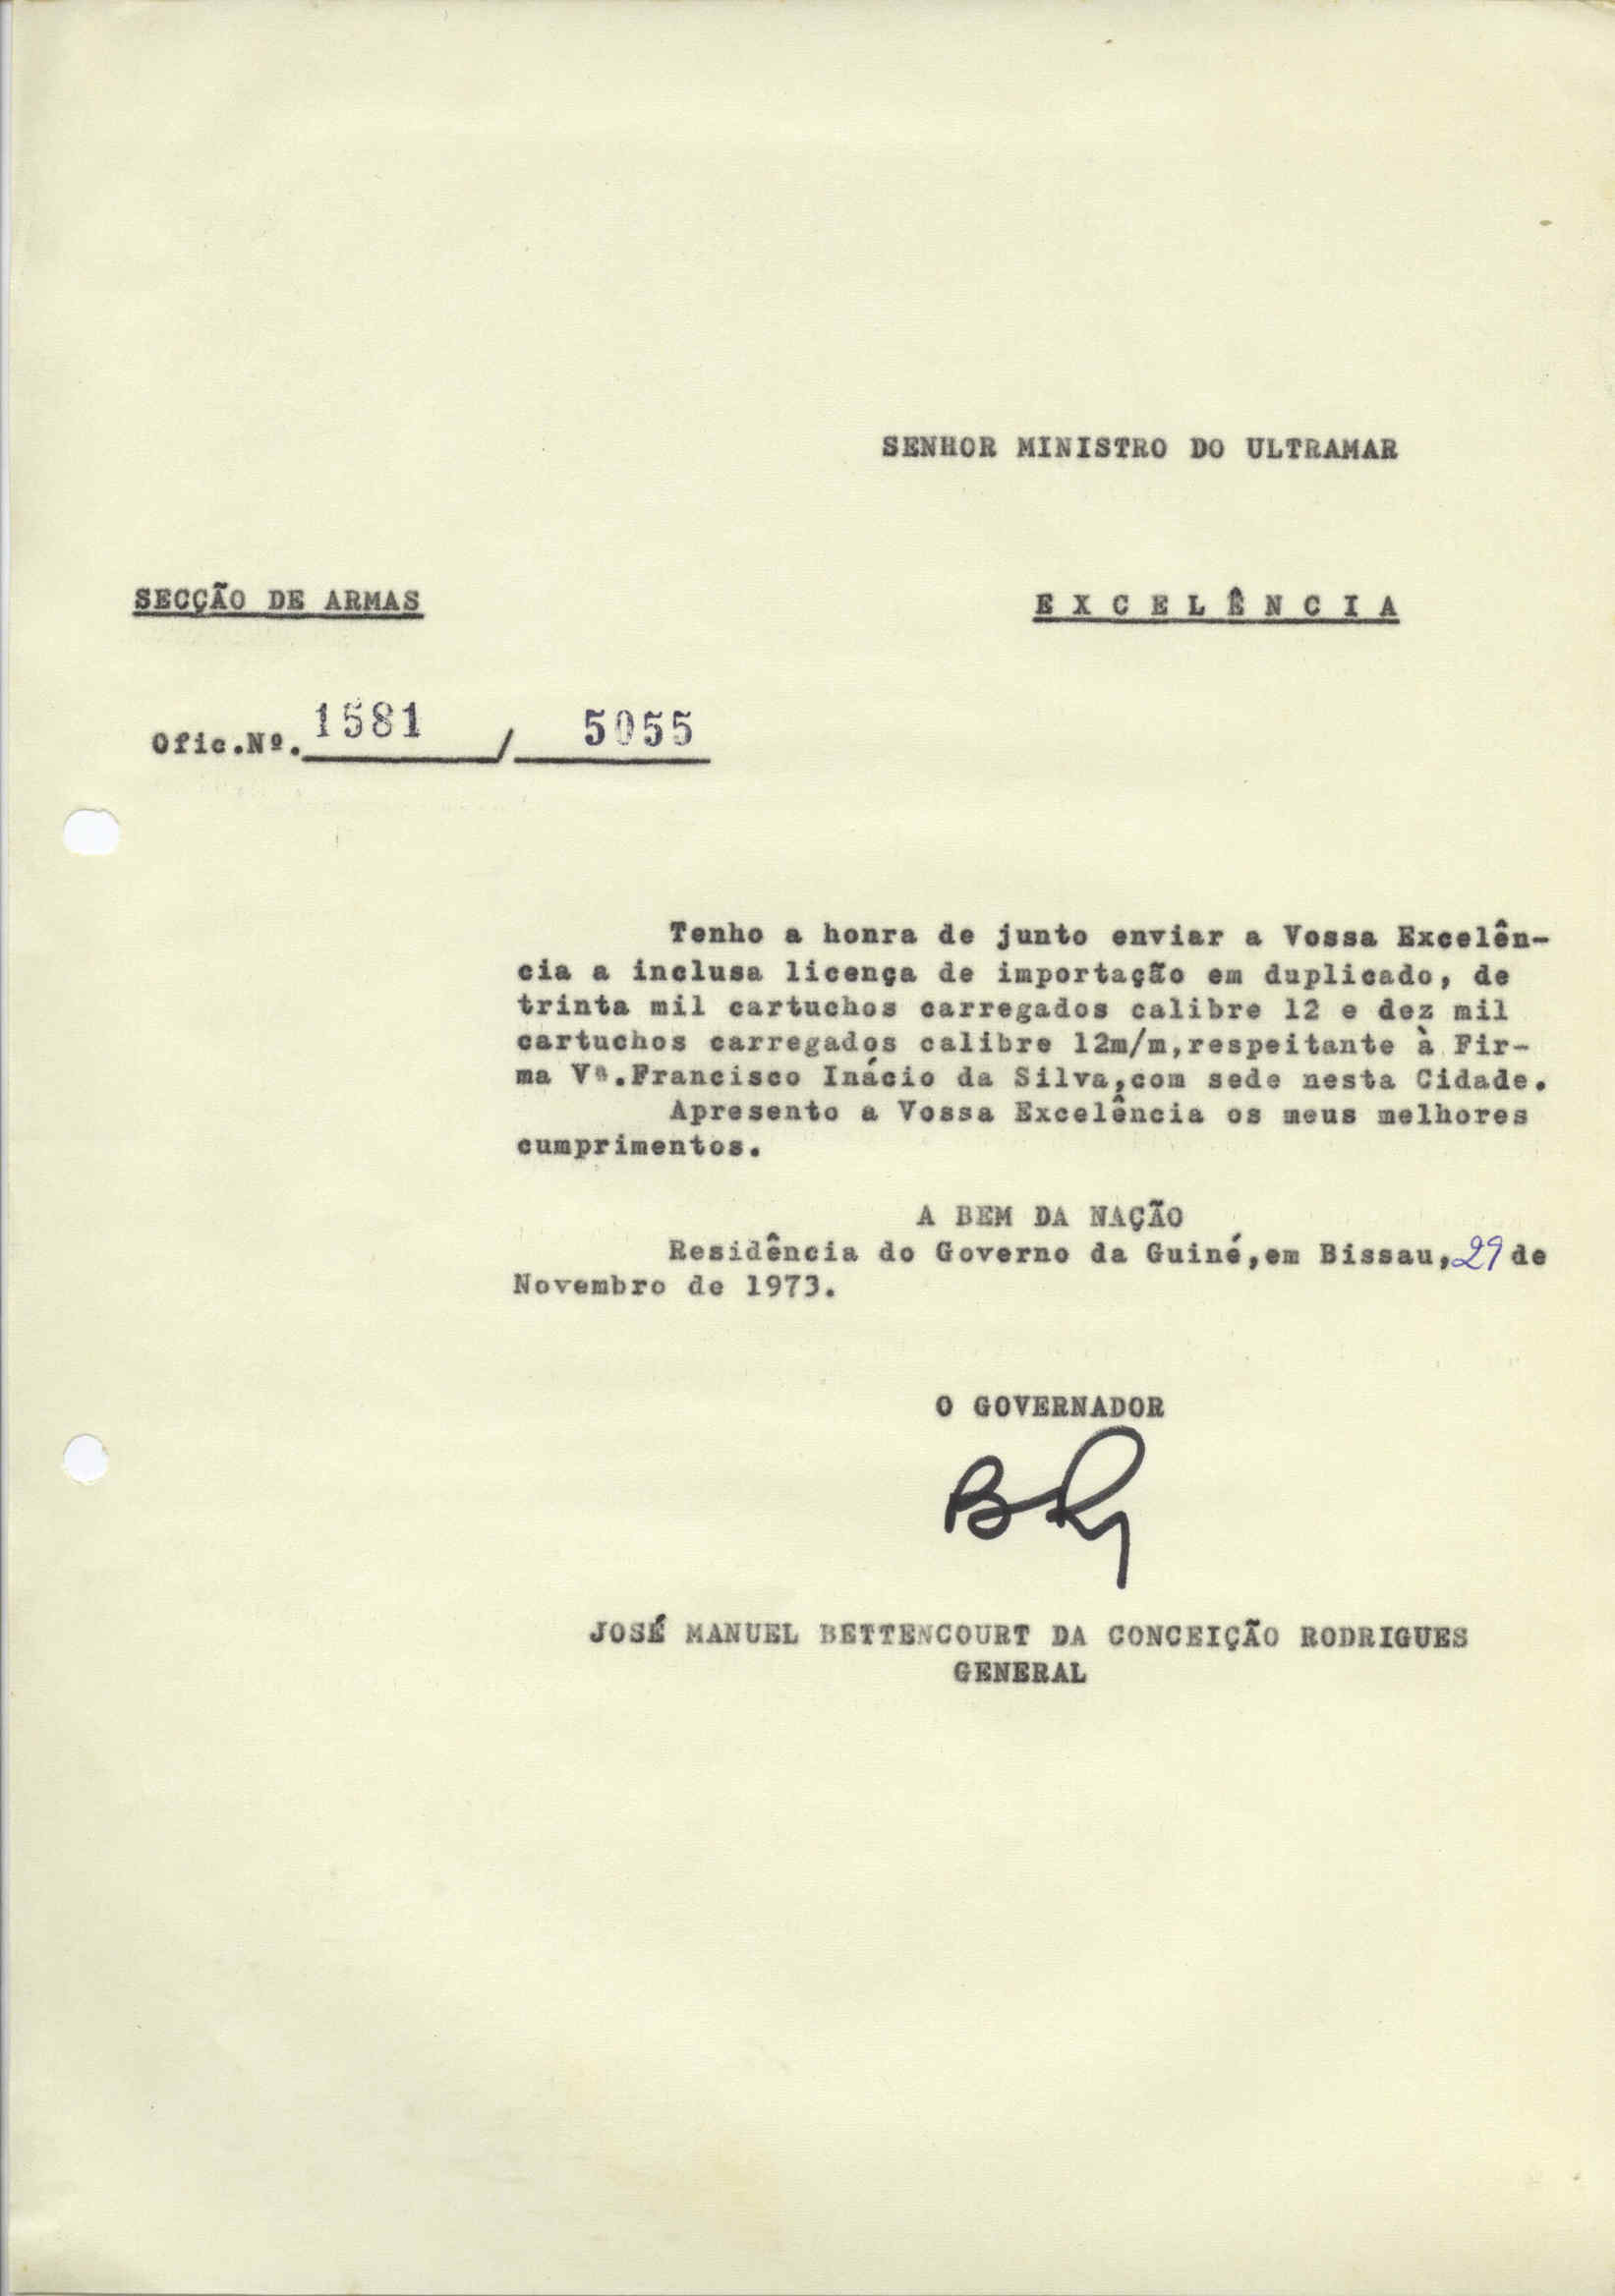 SENHOR MINISTRO DO ULTRAMAR
SECÇÃO DE ARMAS
E X C E L Ê N C I A
Ofic.Nº. 1581 / 5055
Tenho a honra de junto enviar a Vossa Excelên-
cia a inclusa licença de importação em duplicado, de
trinta mil cartuchos carregados calibre 12 e dez mil
cartuchos carregados calibre 12m/m,respeitante à Fir-
ma Vª.Francisco Inácio da Silva,com sede nesta Cidade.
Apresento a Vossa Excelência os meus melhores
cumprimentos.
A BEM DA NAÇÃO
Residência do Governo da Guiné,em Bissau,29 de
Novembro de 1973.
O GOVERNADOR
BR
JOSÉ MANUEL BETTENCOURT DA CONCEIÇÃO RODRIGUES
GENERAL